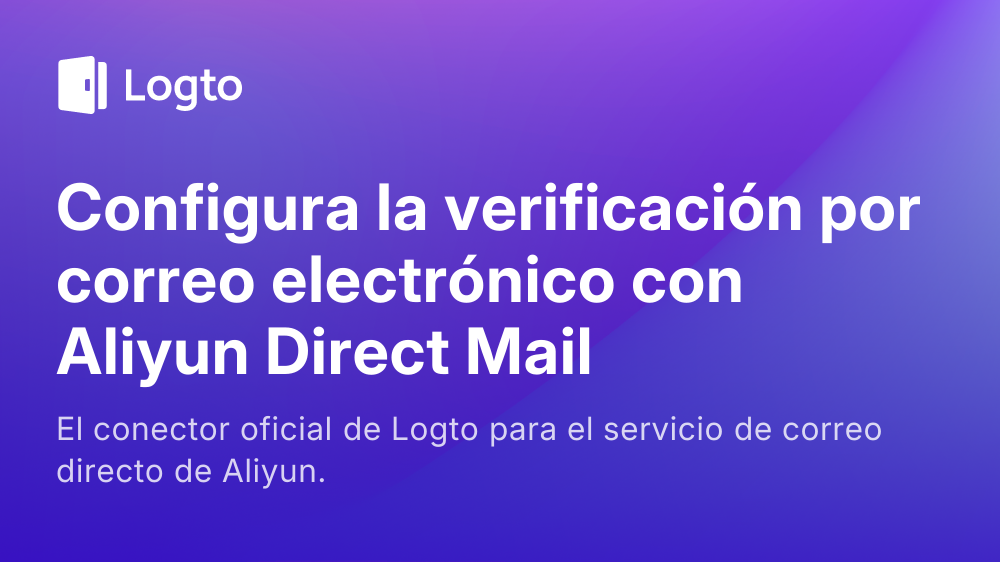 Logto
Configura la verificación por
correo electrónico con
Aliyun Direct Mail
El conector oficial de Logto para el servicio de correo
directo de Aliyun.